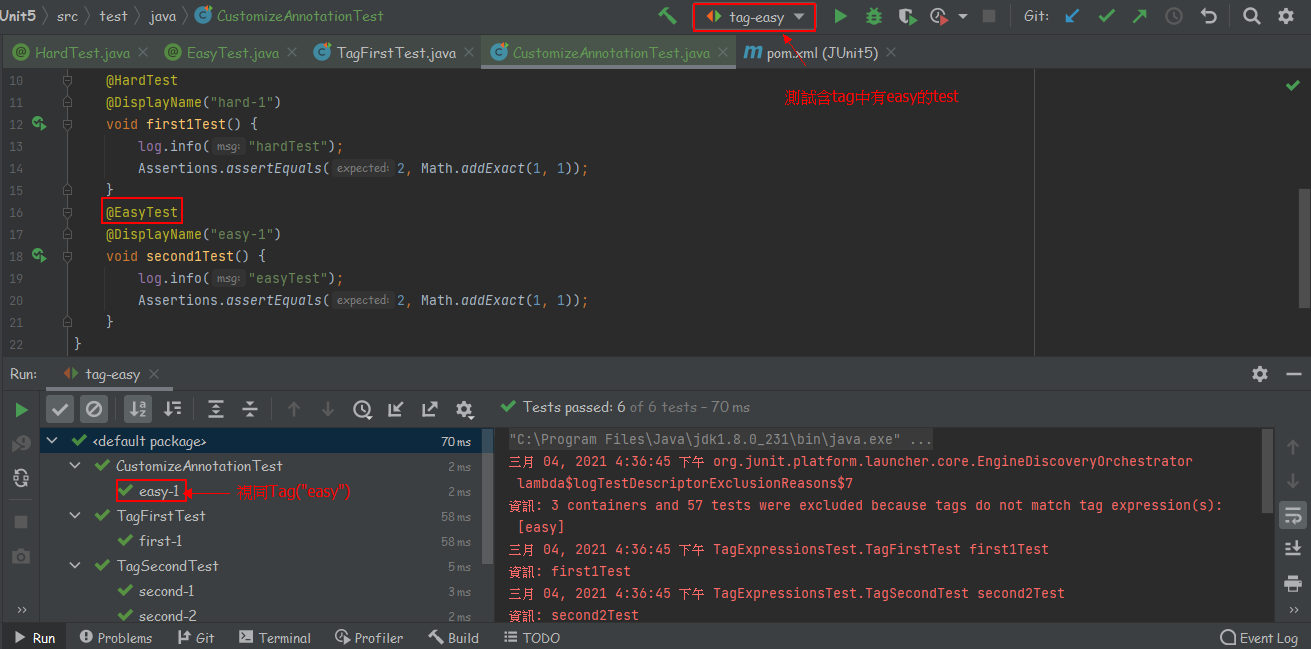 Unit5 src test java CustomizeAnnotationTest tag-easy Git:
HardTest.java EasyTest.java TagFirstTest.java CustomizeAnnotationTest.java pom.xml (JUnit5)
測試含tag中有easy的test
10 @HardTest
11 @DisplayName("hard-1")
12 void first1Test() {
13 log.info( msg: "hardTest");
14 Assertions.assertEquals( expected: 2, Math.addExact(1, 1));
15 }
16 @EasyTest
17 @DisplayName("easy-1")
18 void second1Test() {
19 log.info( msg: "easyTest");
20 Assertions.assertEquals( expected: 2, Math.addExact(1, 1));
21 }
22 }
Run: tag-easy
Tests passed: 6 of 6 tests – 70 ms
<default package> 70 ms
CustomizeAnnotationTest 2 ms
easy-1 2 ms
同Tag("easy")
TagFirstTest 58 ms
first-1 58 ms
TagSecondTest 5 ms
second-1 3 ms
second-2 2 ms
"C:\Program Files\Java\jdk1.8.0_231\bin\java.exe" ...
三月 04, 2021 4:36:45 下午 org.junit.platform.launcher.core.EngineDiscoveryOrchestrator
lambda$logTestDescriptorExclusionReasons$7
資訊: 3 containers and 57 tests were excluded because tags do not match tag expression(s):
[easy]
三月 04, 2021 4:36:45 下午 TagExpressionsTest.TagFirstTest first1Test
資訊: first1Test
三月 04, 2021 4:36:45 下午 TagExpressionsTest.TagSecondTest second2Test
資訊: second2Test
Run Problems Git Terminal Profiler Build TODO Event Log